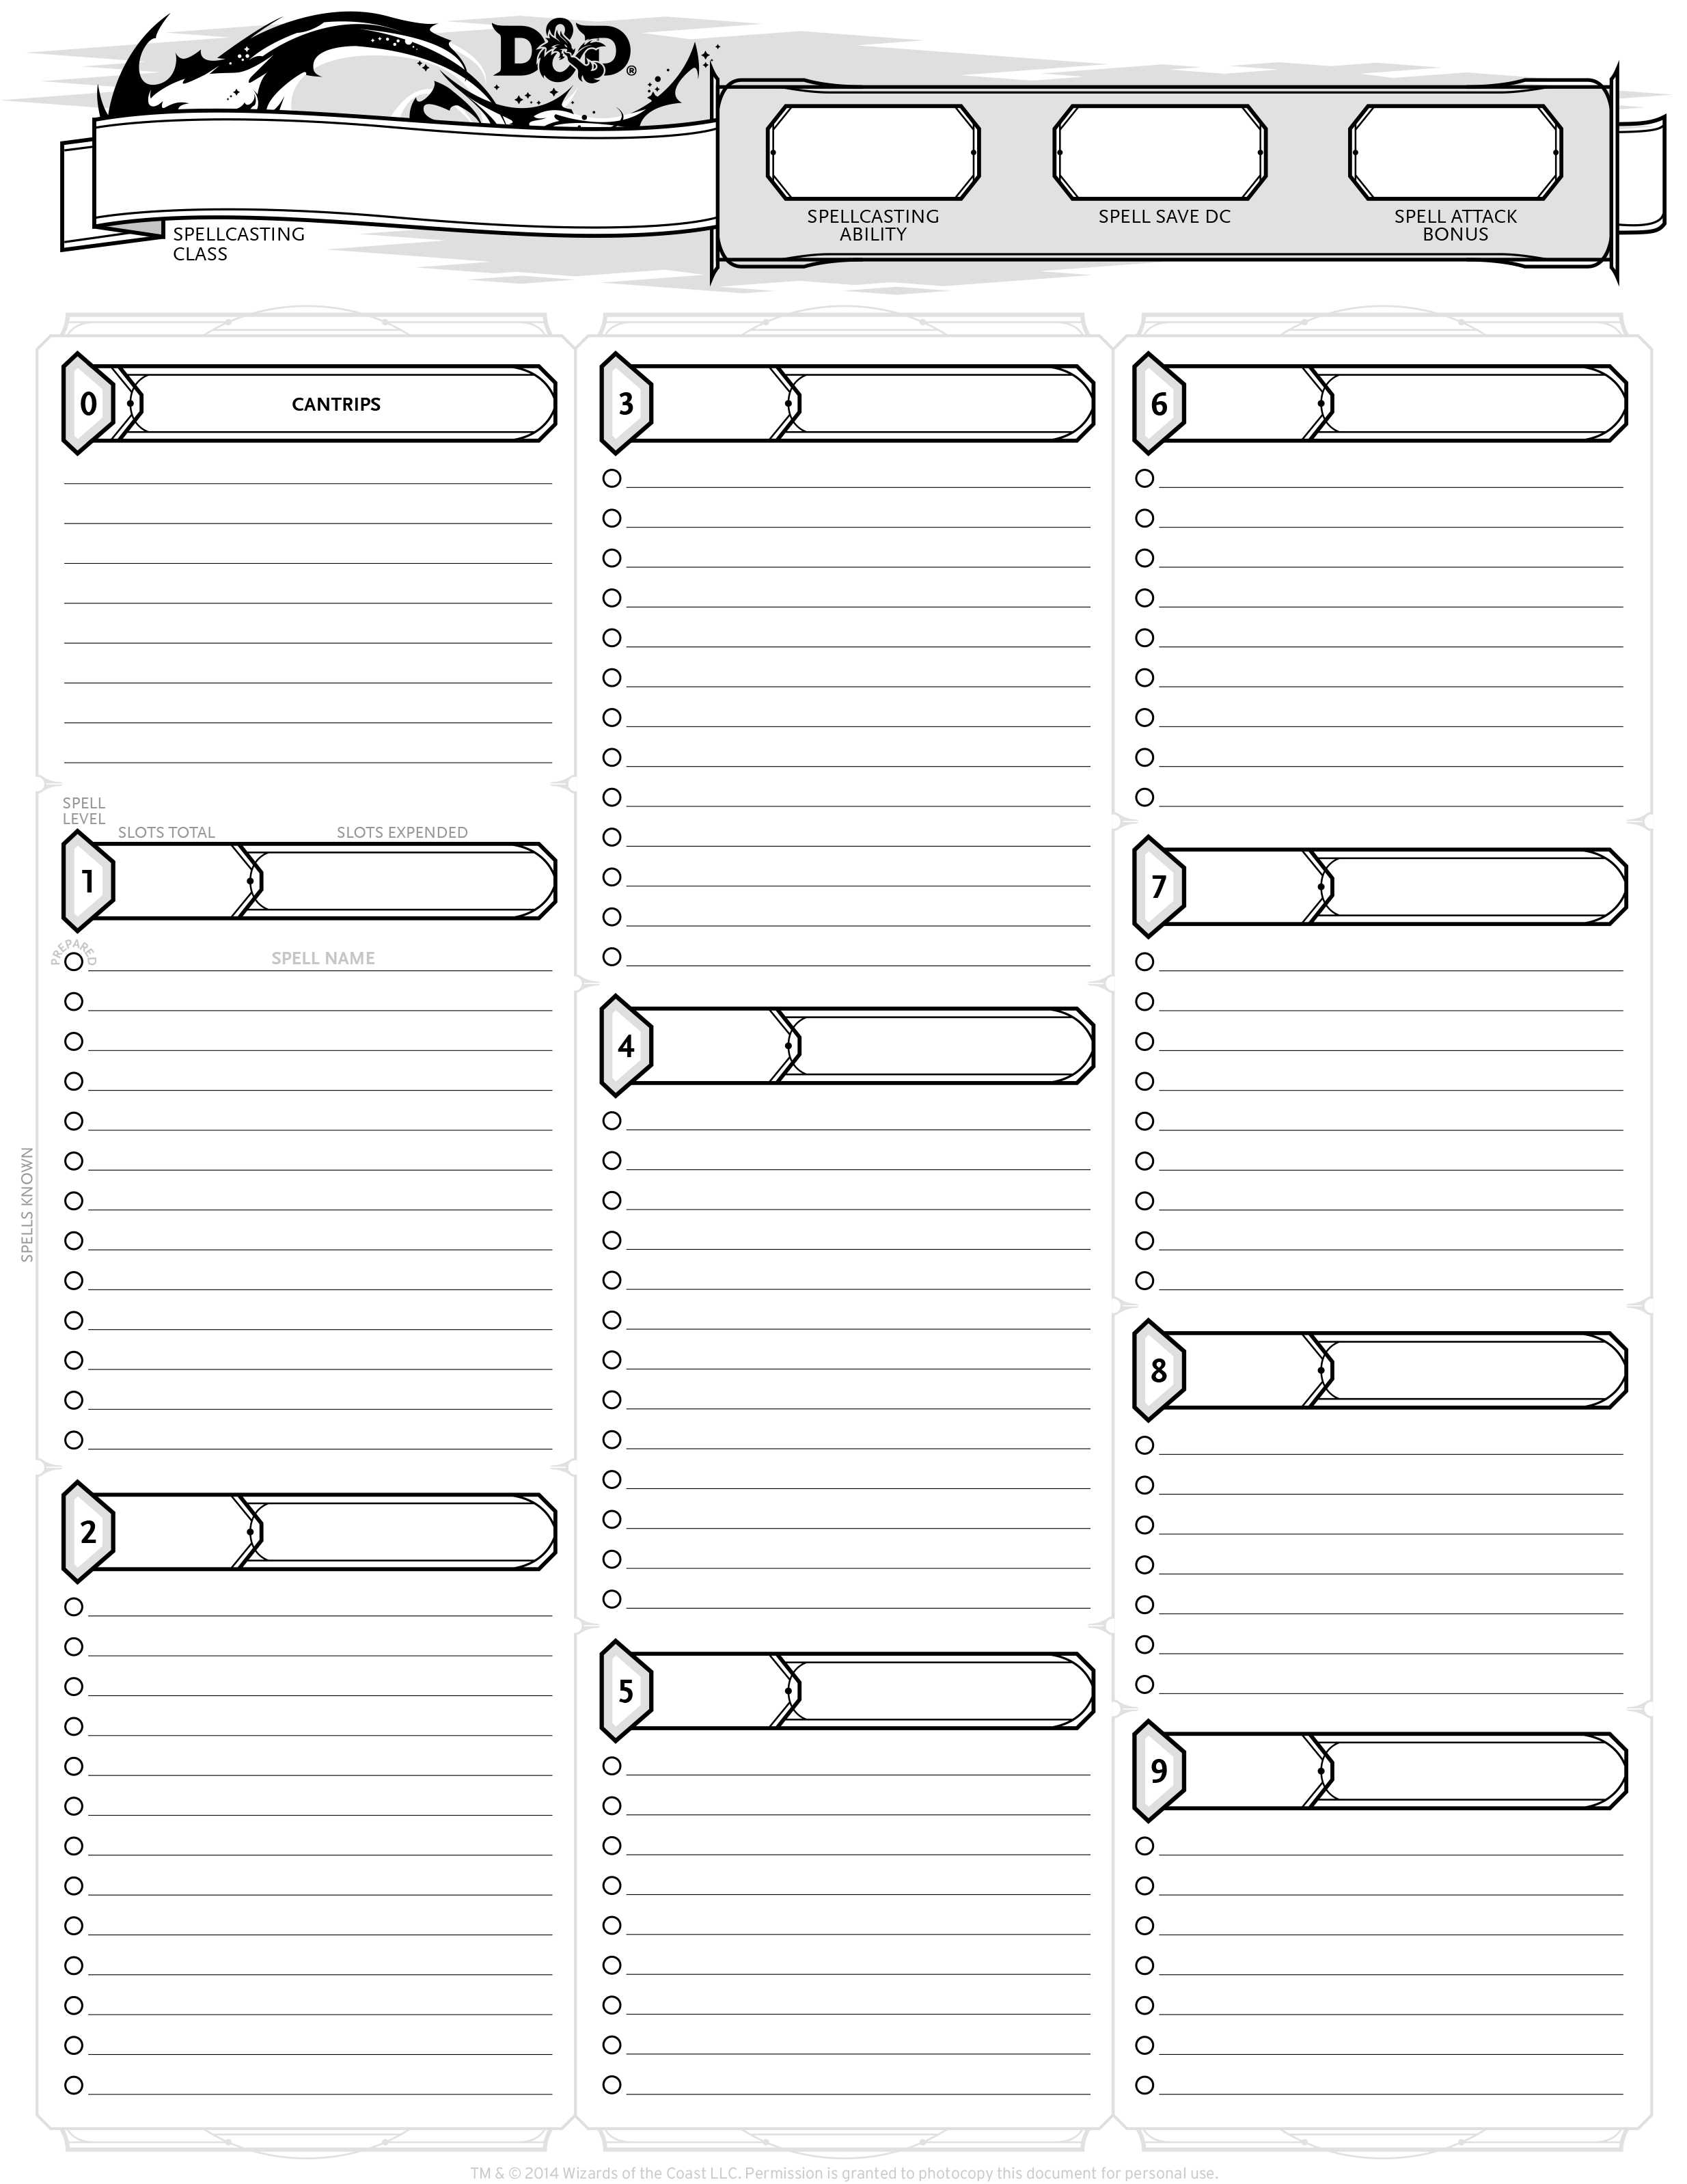 D&D®
SPELLCASTING
CLASS
SPELLCASTING
ABILITY
SPELL SAVE DC
SPELL ATTACK
BONUS
0
CANTRIPS
SPELL
LEVEL
SLOTS TOTAL
SLOTS EXPENDED
1
PREPARED
SPELL NAME
SPELLS KNOWN
2
3
4
5
6
7
8
9
TM & © 2014 Wizards of the Coast LLC. Permission is granted to photocopy this document for personal use.